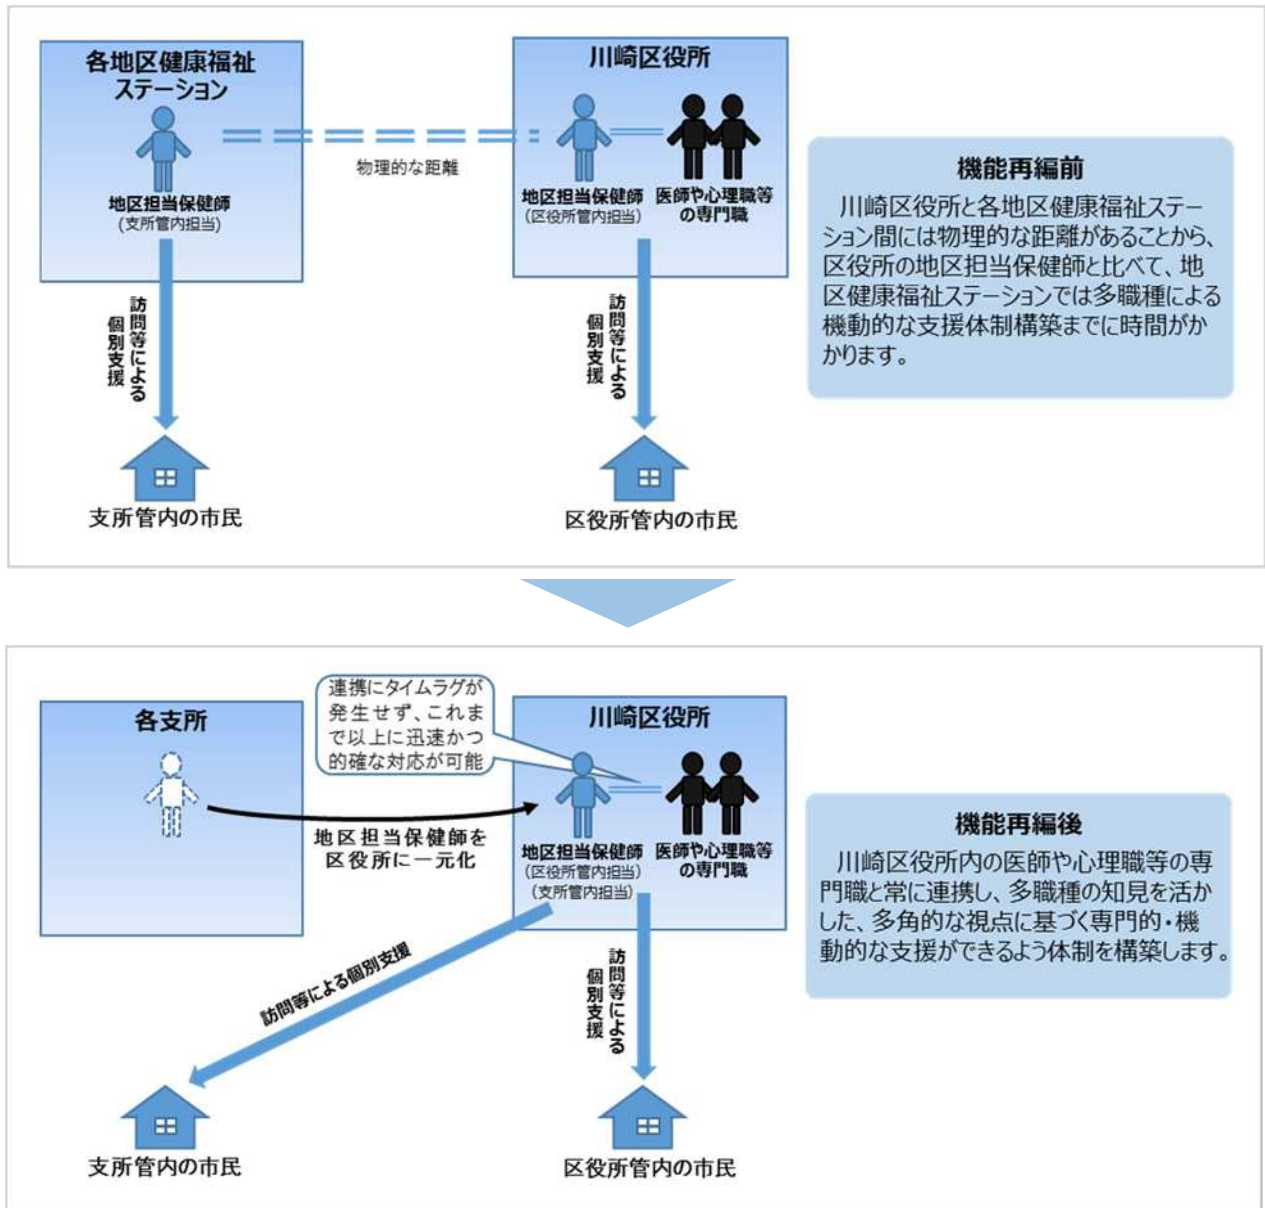 各地区健康福祉
ステーション
地区担当保健師
(支所管内担当)
物理的な距離
川崎区役所
地区担当保健師
(区役所管内担当)
医師や心理職等
の専門職
訪問等による
個別支援
訪問等による
個別支援
支所管内の市民
区役所管内の市民
機能再編前
川崎区役所と各地区健康福祉ステー
ション間には物理的な距離があることから、
区役所の地区担当保健師と比べて、地
区健康福祉ステーションでは多職種による
機動的な支援体制構築までに時間がか
かります。
各支所
連携にタイムラグが
発生せず、これま
で以上に迅速かつ
的確な対応が可能
地区担当保健師を
区役所に一元化
川崎区役所
地区担当保健師
(区役所管内担当)
(支所管内担当)
医師や心理職等
の専門職
訪問等による個別支援
訪問等による
個別支援
支所管内の市民
区役所管内の市民
機能再編後
川崎区役所内の医師や心理職等の専
門職と常に連携し、多職種の知見を活か
した、多角的な視点に基づく専門的・機
動的な支援ができるよう体制を構築します。